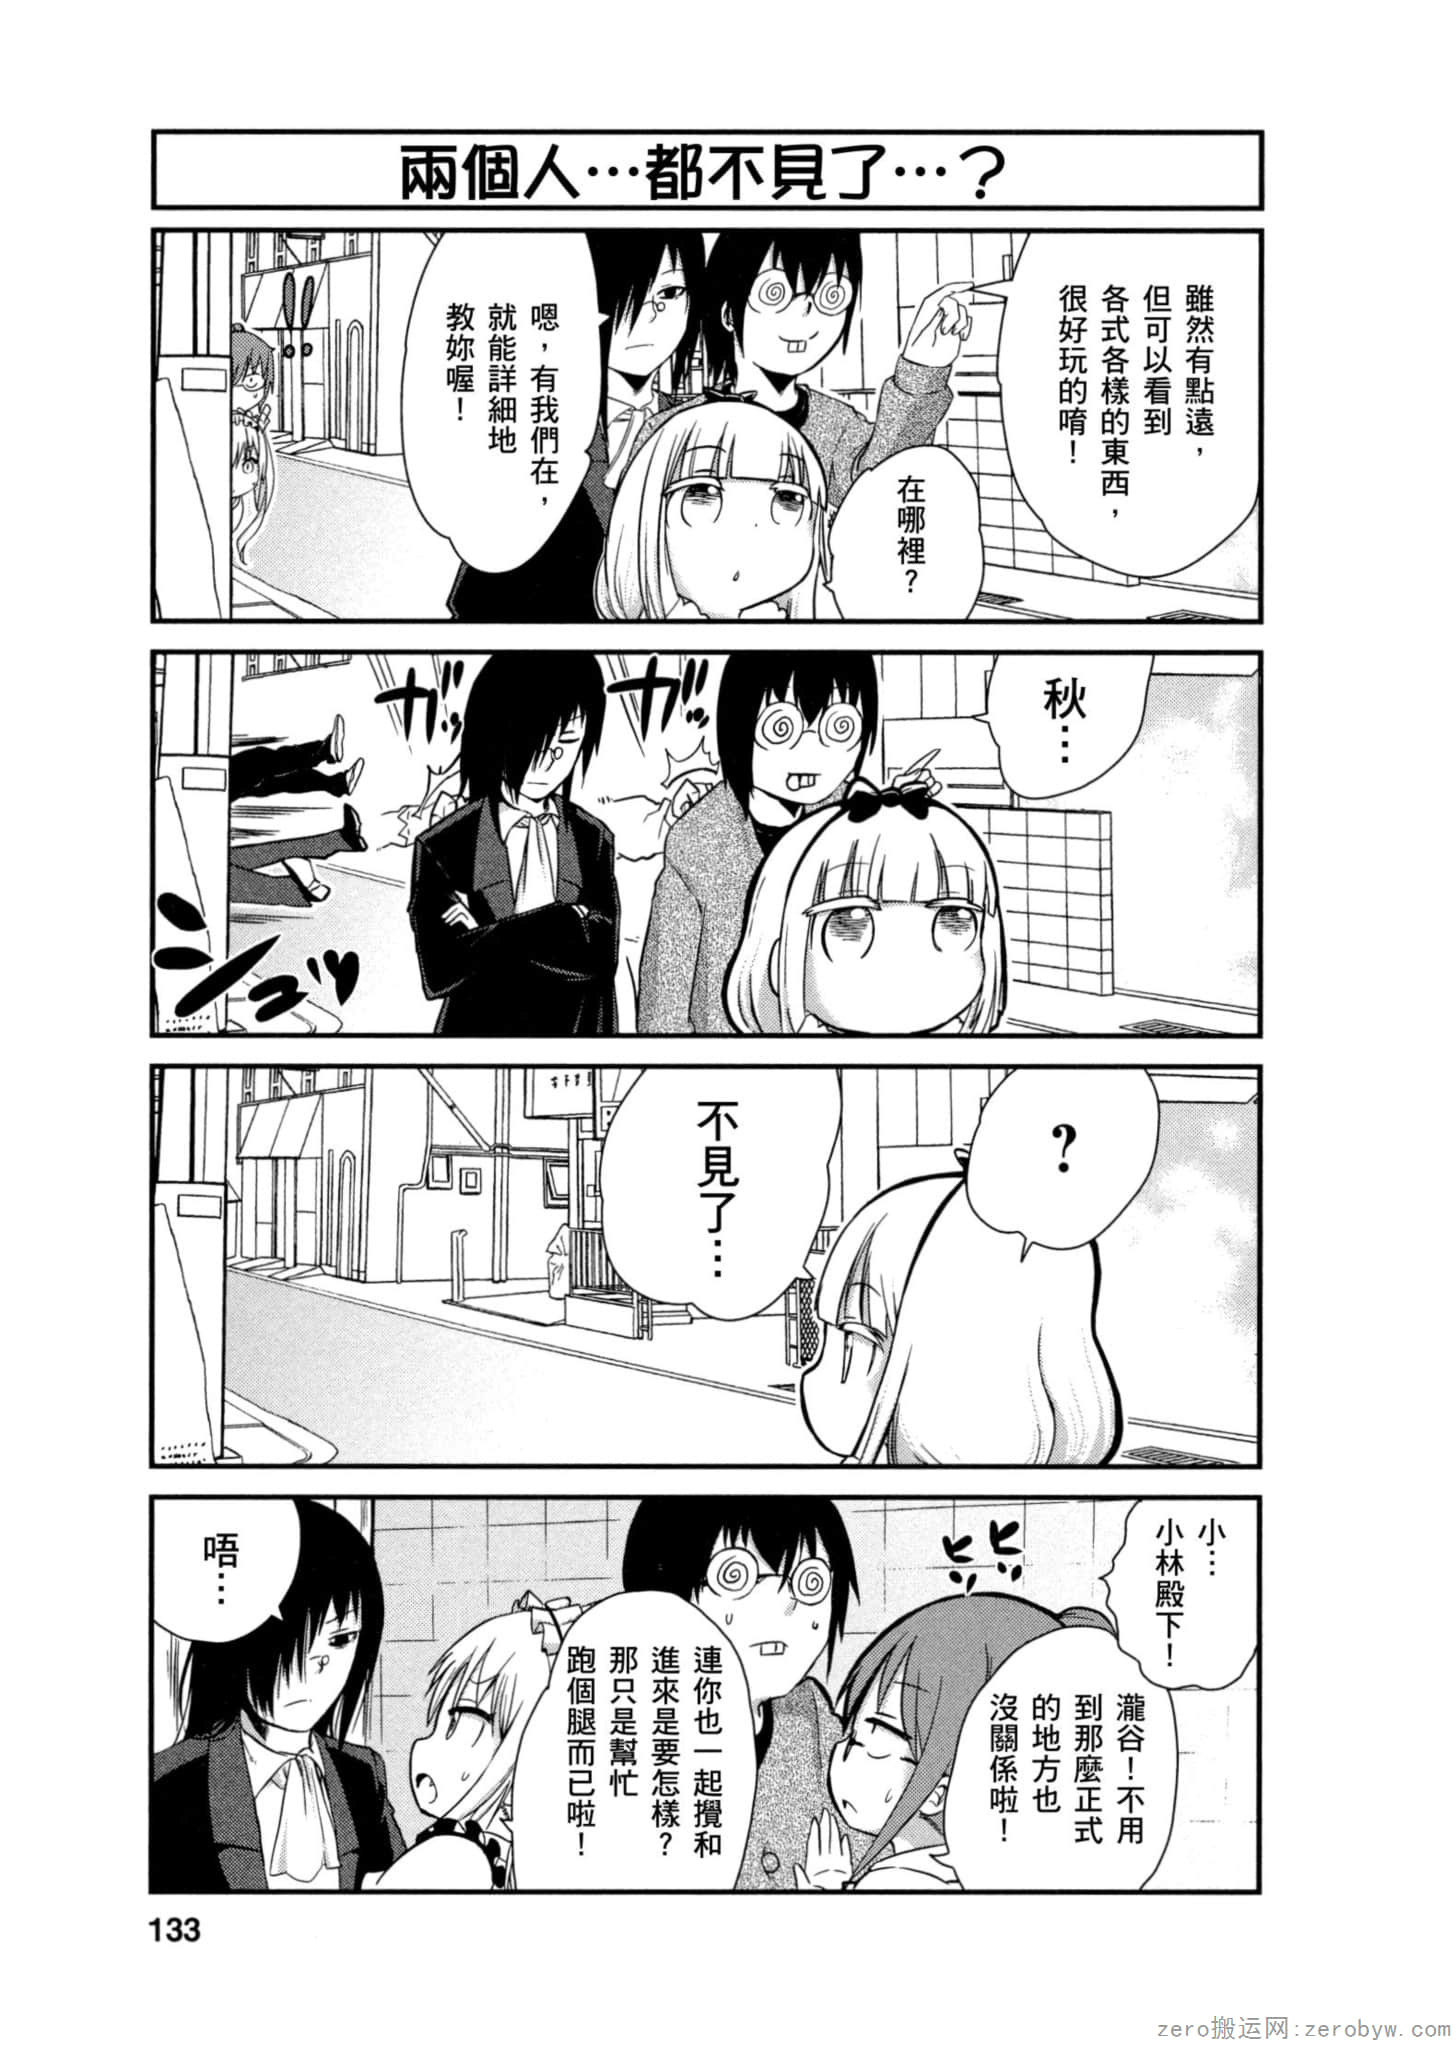 兩個人…都不見了…？
雖然有點遠，
但可以看到
各式各樣的東西，
很好玩的唷！
在哪裡？
嗯，有我們在，
就能詳細地
教妳喔！
秋…
ガッ
ガッ
シュッ
？
不見了…
小…
小林殿下！
ヒソ
ヒソ
瀧谷！不用
到那麼正式
的地方也
沒關係啦！
連你也一起攪和
進來是要怎樣？
那只是幫忙
跑個腿而已啦！
唔…
133
zero搬运网:zerobyw.com